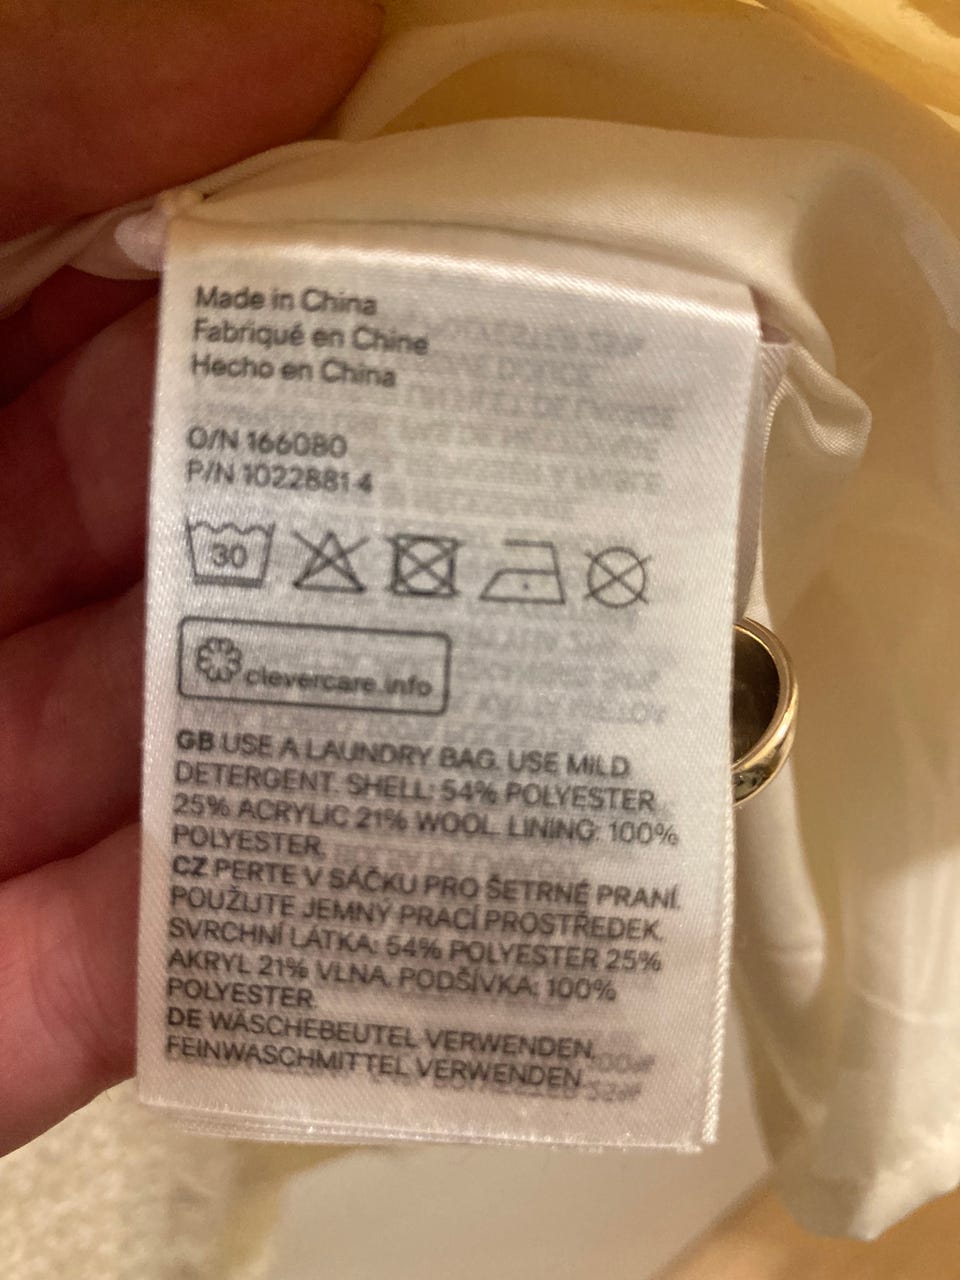 Made in China
Fabriqué en Chine
Hecho en China
O/N 166080
P/N 1022881-4
30
clevercare.info
GB USE A LAUNDRY BAG. USE MILD
DETERGENT. SHELL: 54% POLYESTER
25% ACRYLIC 21% WOOL. LINING: 100%
POLYESTER.
CZ PERTE V SÁČKU PRO ŠETRNÉ PRANÍ.
POUŽIJTE JEMNÝ PRACÍ PROSTŘEDEK.
SVRCHNÍ LÁTKA: 54% POLYESTER 25%
AKRYL 21% VLNA. PODŠÍVKA: 100%
POLYESTER.
DE WÄSCHEBEUTEL VERWENDEN.
FEINWASCHMITTEL VERWENDEN.